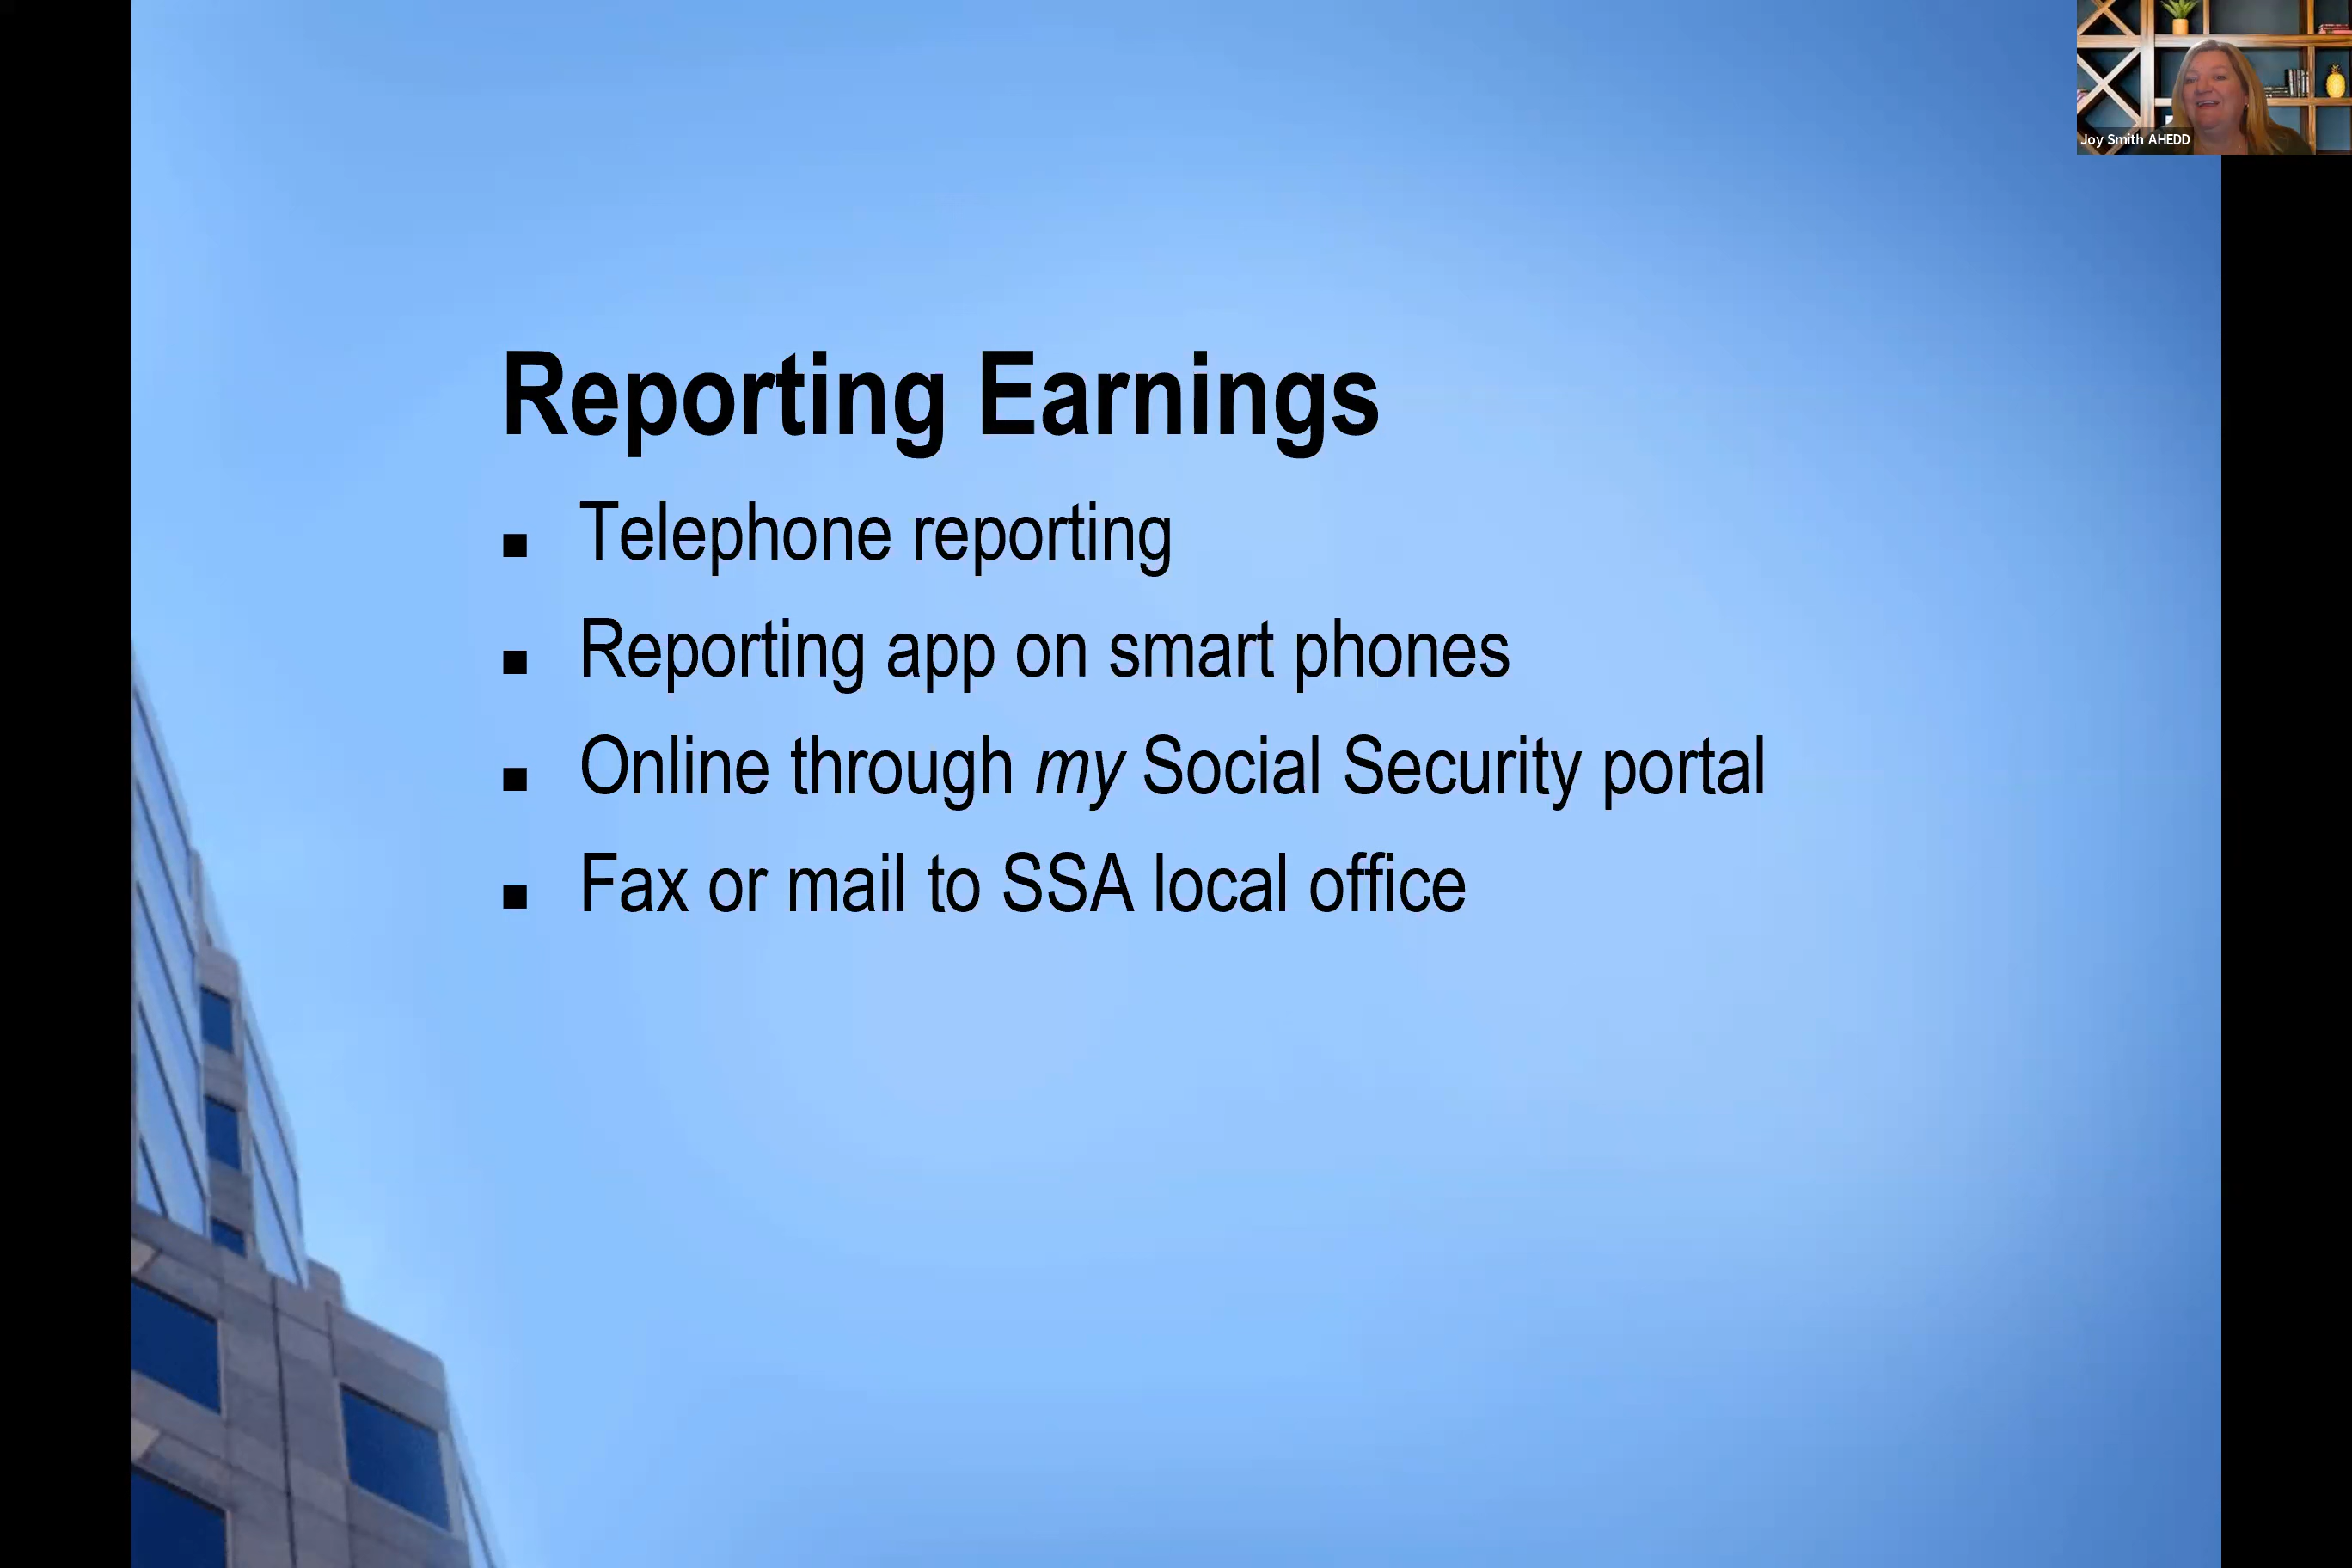 Joy Smith AHEDD
Reporting Earnings
Telephone reporting
Reporting app on smart phones
Online through my Social Security portal
Fax or mail to SSA local office